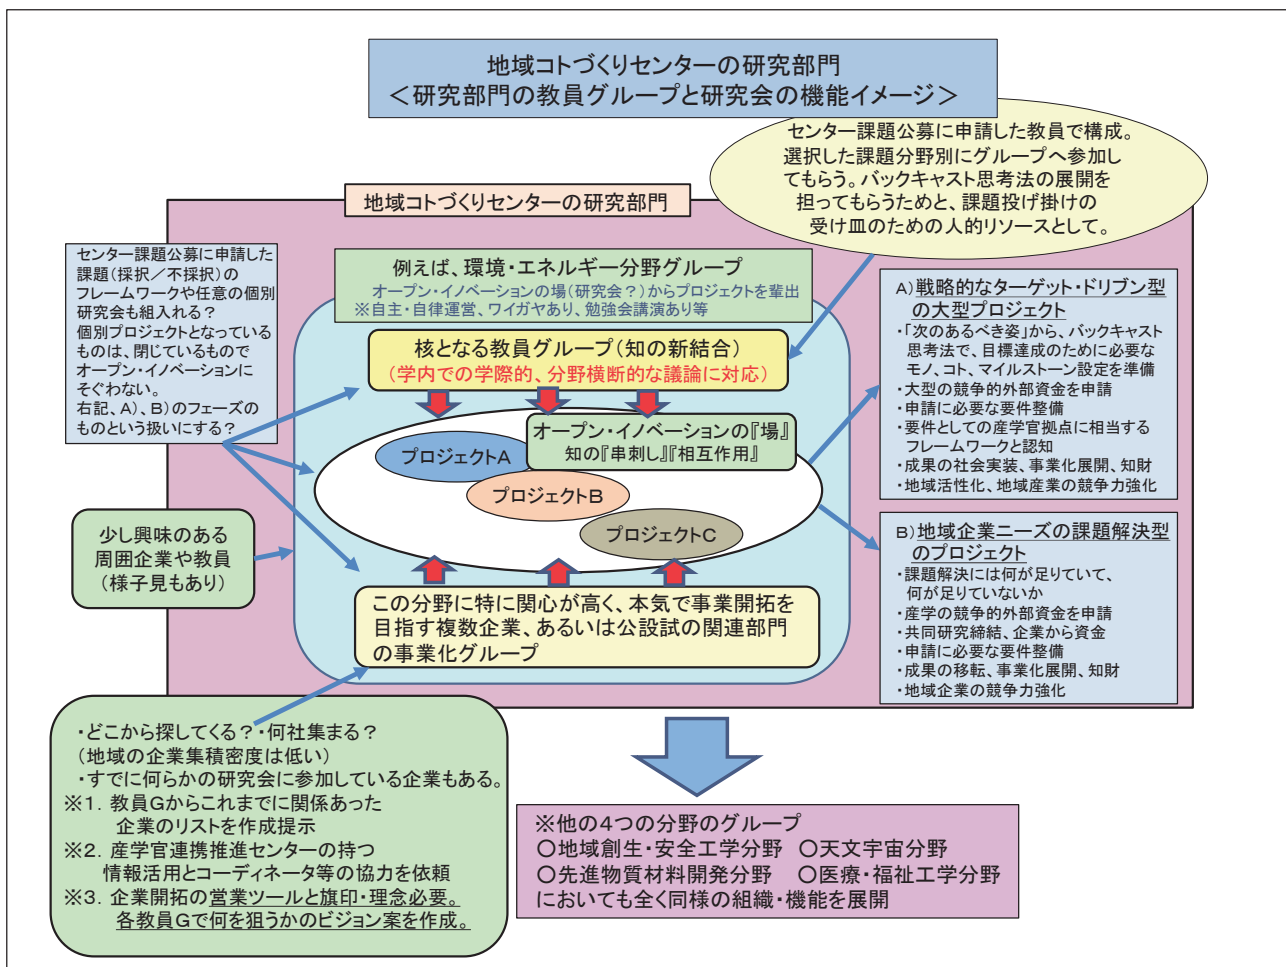 地域コトづくりセンターの研究部門
＜研究部門の教員グループと研究会の機能イメージ＞
センター課題公募に申請した教員で構成。
選択した課題分野別にグループへ参加し
てもらう。バックキャスト思考法の展開を
担ってもらうためと、課題投げ掛けの
受け皿のための人的リソースとして。
地域コトづくりセンターの研究部門
センター課題公募に申請した
課題（採択／不採択）の
フレームワークや任意の個別
研究会も組入れる？
個別プロジェクトとなっている
ものは、閉じているもので
オープン・イノベーションに
そぐわない。
右記、A）、B）のフェーズの
ものという扱いにする？
例えば、環境・エネルギー分野グループ
オープン・イノベーションの場（研究会？）からプロジェクトを輩出
※自主・自律運営、ワイガヤあり、勉強会講演あり等
核となる教員グループ（知の新結合）
（学内での学際的、分野横断的な議論に対応）
オープン・イノベーションの『場』
知の『串刺し』『相互作用』
プロジェクトA
プロジェクトB
プロジェクトC
A）戦略的なターゲット・ドリブン型
の大型プロジェクト
・「次のあるべき姿」から、バックキャスト
思考法で、目標達成のために必要な
モノ、コト、マイルストーン設定を準備
・大型の競争的外部資金を申請
・申請に必要な要件整備
・要件としての産学官拠点に相当する
フレームワークと認知
・成果の社会実装、事業化展開、知財
・地域活性化、地域産業の競争力強化
少し興味のある
周囲企業や教員
（様子見もあり）
B）地域企業ニーズの課題解決型
のプロジェクト
・課題解決には何が足りていて、
何が足りていないか
・産学の競争的外部資金を申請
・共同研究締結、企業から資金
・申請に必要な要件整備
・成果の移転、事業化展開、知財
・地域企業の競争力強化
この分野に特に関心が高く、本気で事業開拓を
目指す複数企業、あるいは公設試の関連部門
の事業化グループ
・どこから探してくる？・何社集まる？
（地域の企業集積密度は低い）
・すでに何らかの研究会に参加している企業もある。
※1．教員Gからこれまでに関係あった
企業のリストを作成提示
※2．産学官連携推進センターの持つ
情報活用とコーディネータ等の協力を依頼
※3．企業開拓の営業ツールと旗印・理念必要。
各教員Gで何を狙うかのビジョン案を作成。
※他の4つの分野のグループ
○地域創生・安全工学分野 ○天文宇宙分野
○先進物質材料開発分野 ○医療・福祉工学分野
においても全く同様の組織・機能を展開